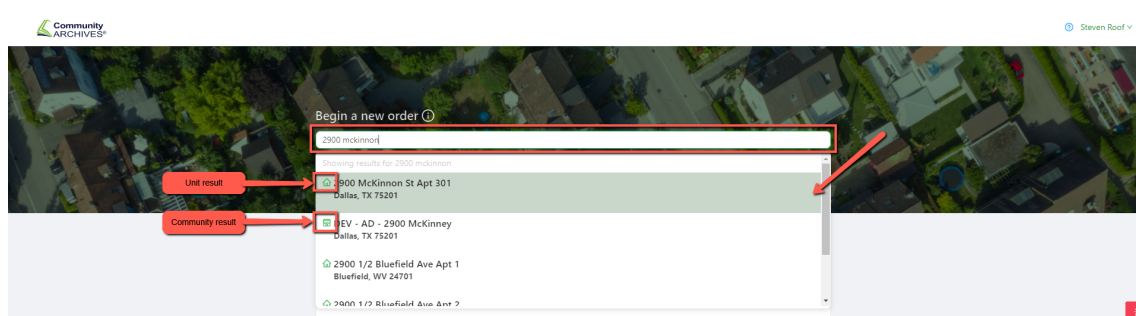 Community
ARCHIVES®
Steven Roof
Begin a new order
2900 mckinnon
Showing results for 2900 mckinnon
Unit result
2900 McKinnon St Apt 301
Dallas, TX 75201
Community result
DEV - AD - 2900 McKinney
Dallas, TX 75201
2900 1/2 Bluefield Ave Apt 1
Bluefield, WV 24701
2900 1/2 Bluefield Ave Apt 2